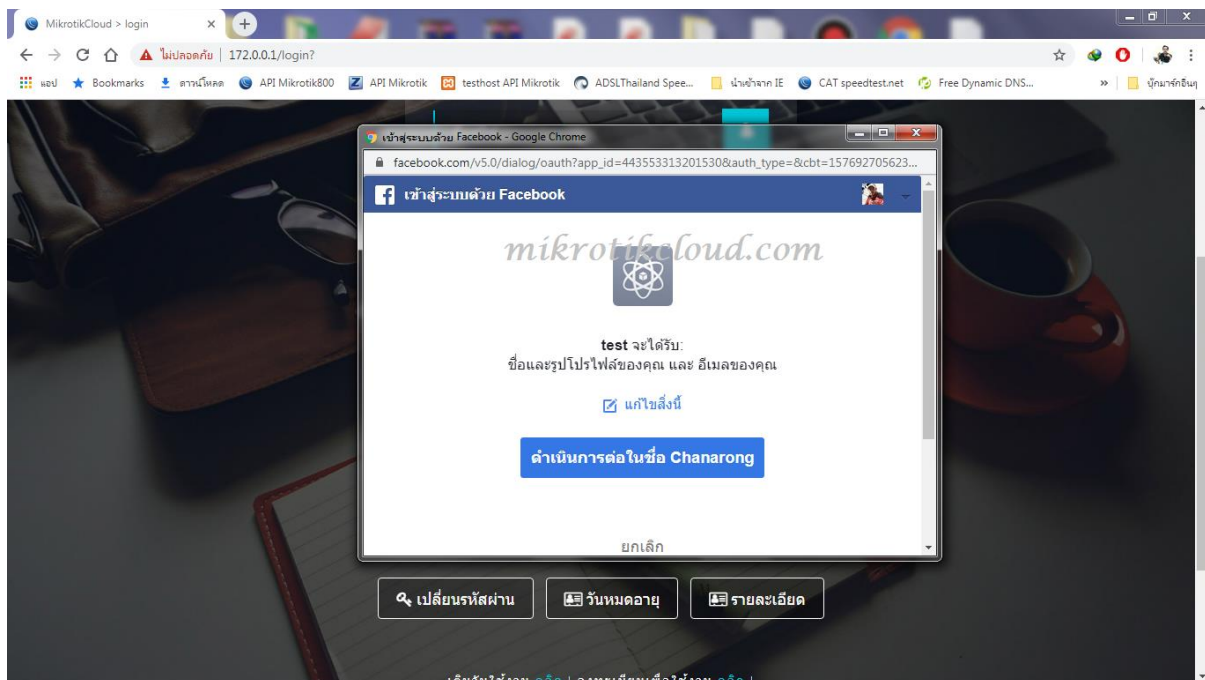 MikrotikCloud > login
ไม่ปลอดภัย | 172.0.0.1/login?
แอป Bookmarks ดาวน์โหลด API Mikrotik800 API Mikrotik testhost API Mikrotik ADSLThailand Spee... นำเข้าจาก IE CAT speedtest.net Free Dynamic DNS... » บุ๊กมาร์กอื่นๆ
เข้าสู่ระบบด้วย Facebook - Google Chrome
facebook.com/v5.0/dialog/oauth?app_id=443553313201530&auth_type=&cbt=157692705623...
เข้าสู่ระบบด้วย Facebook
mikrotikcloud.com
test จะได้รับ:
ชื่อและรูปโปรไฟล์ของคุณ และ อีเมลของคุณ
แก้ไขสิ่งนี้
ดำเนินการต่อในชื่อ Chanarong
ยกเลิก
เปลี่ยนรหัสผ่าน วันหมดอายุ รายละเอียด